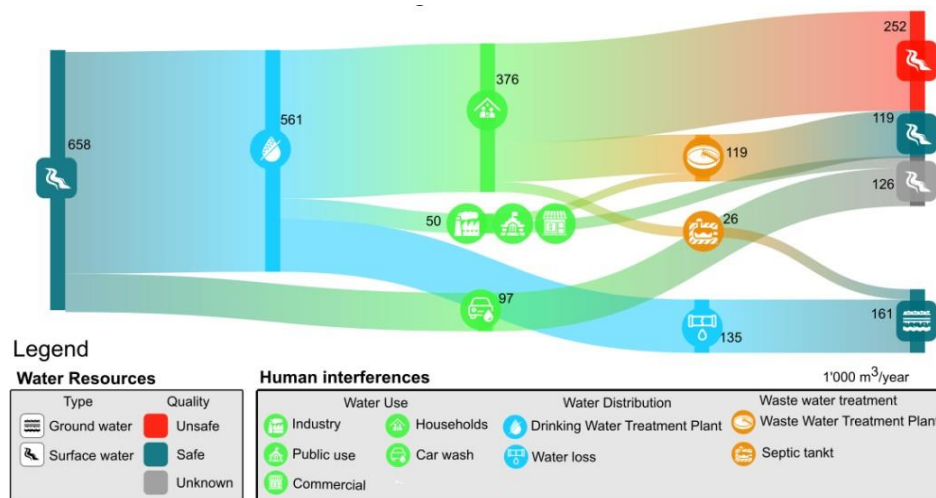 252
376
561
119
658
119
126
50
26
97
161
135
Legend
1'000 m³/year
Water Resources
Type Quality
Ground water Unsafe
Surface water Safe
Unknown
Human interferences
Water Use Water Distribution Waste water treatment
Industry Households Drinking Water Treatment Plant Waste Water Treatment Plant
Public use Car wash Water loss Septic tankt
Commercial